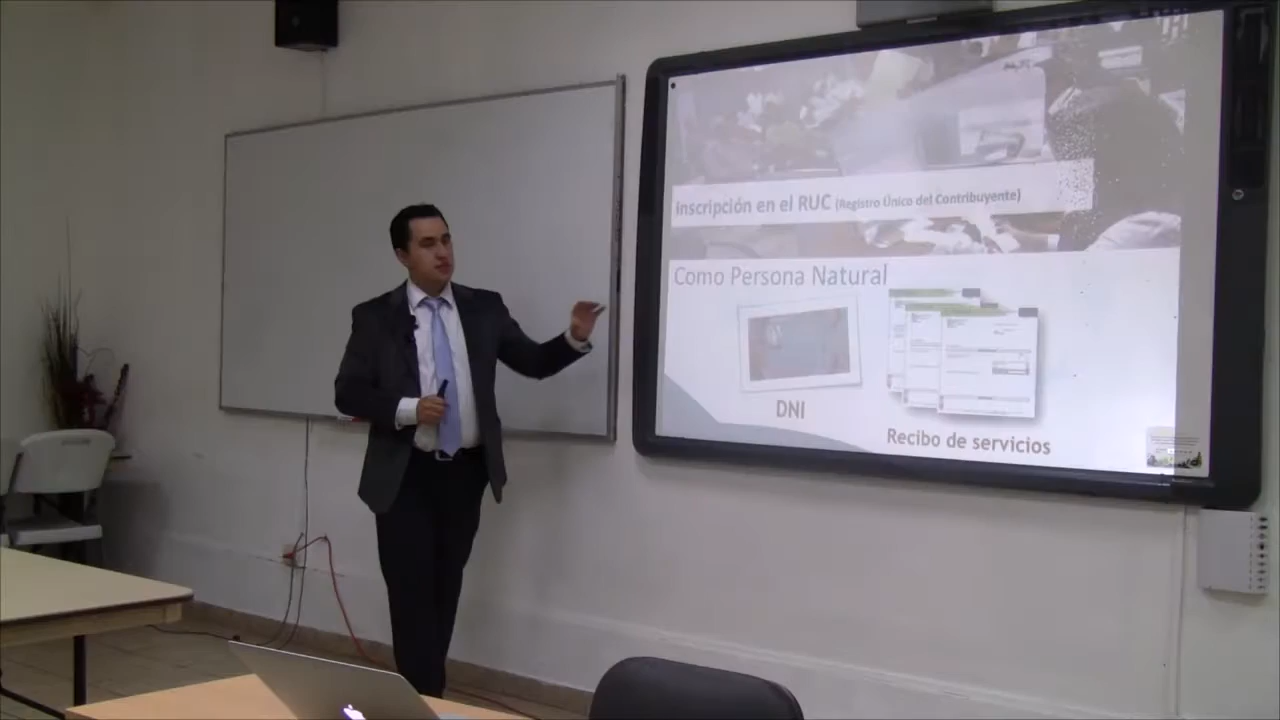 Inscripción en el RUC (Registro Único del Contribuyente)
Como Persona Natural
DNI
Recibo de servicios